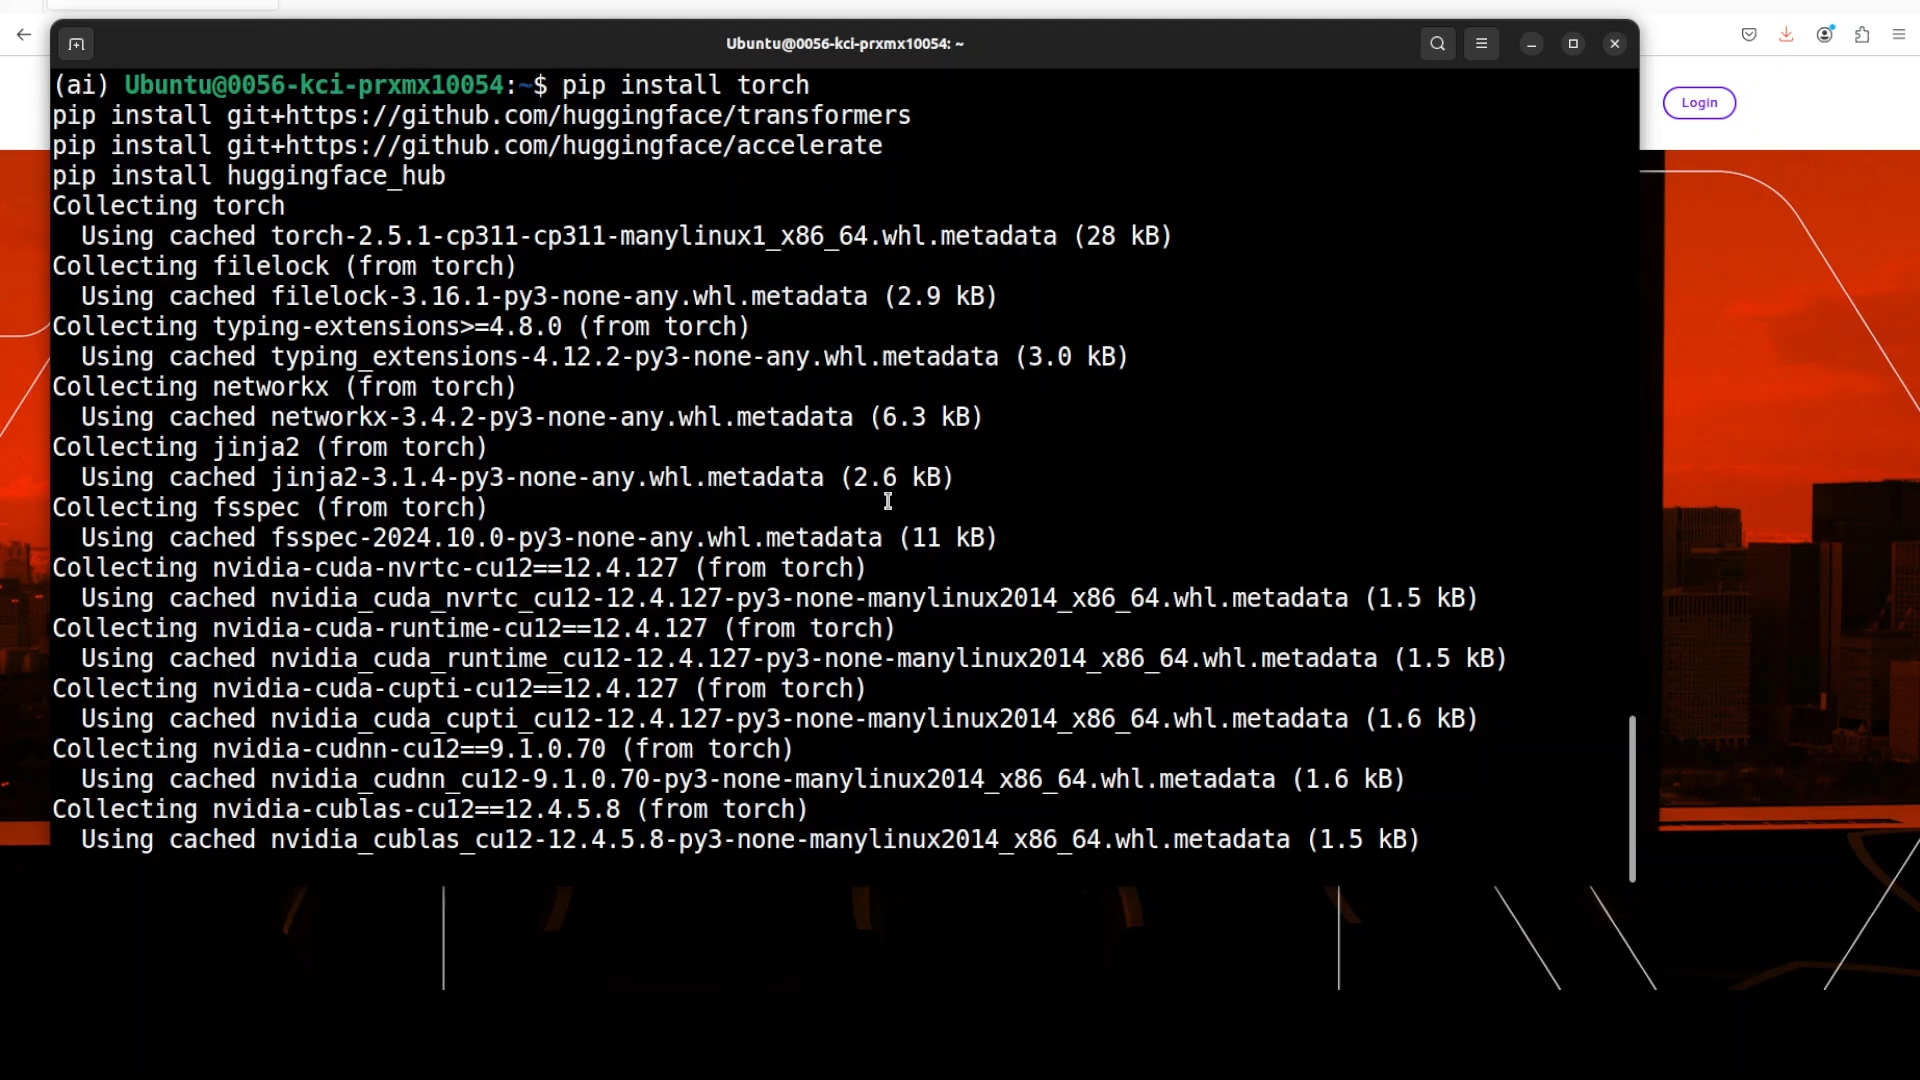 Ubuntu@0056-kci-prxmx10054: ~
Login
(ai) Ubuntu@0056-kci-prxmx10054:~$ pip install torch
pip install git+https://github.com/huggingface/transformers
pip install git+https://github.com/huggingface/accelerate
pip install huggingface_hub
Collecting torch
  Using cached torch-2.5.1-cp311-cp311-manylinux1_x86_64.whl.metadata (28 kB)
Collecting filelock (from torch)
  Using cached filelock-3.16.1-py3-none-any.whl.metadata (2.9 kB)
Collecting typing-extensions>=4.8.0 (from torch)
  Using cached typing_extensions-4.12.2-py3-none-any.whl.metadata (3.0 kB)
Collecting networkx (from torch)
  Using cached networkx-3.4.2-py3-none-any.whl.metadata (6.3 kB)
Collecting jinja2 (from torch)
  Using cached jinja2-3.1.4-py3-none-any.whl.metadata (2.6 kB)
Collecting fsspec (from torch)
  Using cached fsspec-2024.10.0-py3-none-any.whl.metadata (11 kB)
Collecting nvidia-cuda-nvrtc-cu12==12.4.127 (from torch)
  Using cached nvidia_cuda_nvrtc_cu12-12.4.127-py3-none-manylinux2014_x86_64.whl.metadata (1.5 kB)
Collecting nvidia-cuda-runtime-cu12==12.4.127 (from torch)
  Using cached nvidia_cuda_runtime_cu12-12.4.127-py3-none-manylinux2014_x86_64.whl.metadata (1.5 kB)
Collecting nvidia-cuda-cupti-cu12==12.4.127 (from torch)
  Using cached nvidia_cuda_cupti_cu12-12.4.127-py3-none-manylinux2014_x86_64.whl.metadata (1.6 kB)
Collecting nvidia-cudnn-cu12==9.1.0.70 (from torch)
  Using cached nvidia_cudnn_cu12-9.1.0.70-py3-none-manylinux2014_x86_64.whl.metadata (1.6 kB)
Collecting nvidia-cublas-cu12==12.4.5.8 (from torch)
  Using cached nvidia_cublas_cu12-12.4.5.8-py3-none-manylinux2014_x86_64.whl.metadata (1.5 kB)